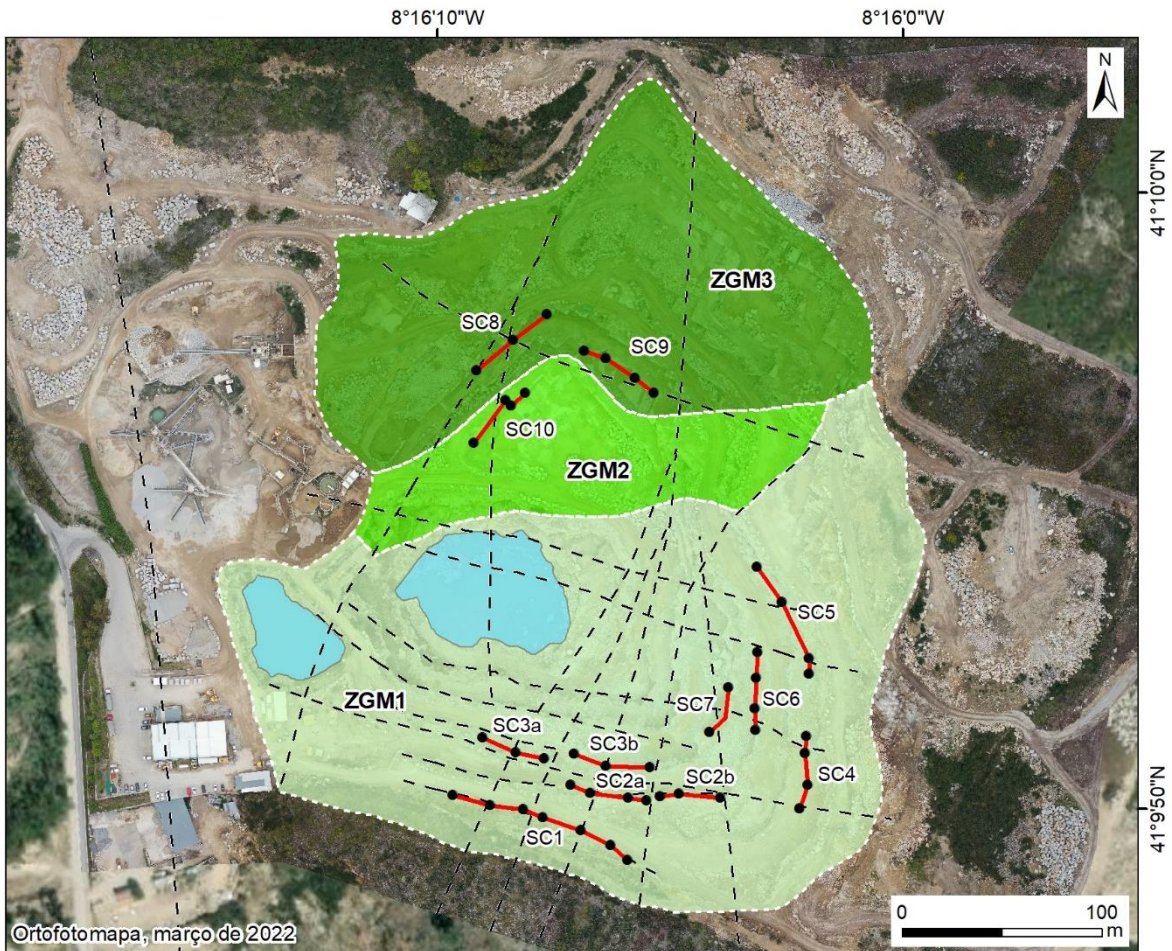 8°16'10"W
8°16'0"W
N
41°10'0"N
ZGM3
SC8
SC9
SC10
ZGM2
SC5
SC7
SC6
ZGM1
SC3a
SC3b
SC2a
SC2b
SC4
SC1
41°9'50"N
0
100
m
Ortofotomapa, março de 2022